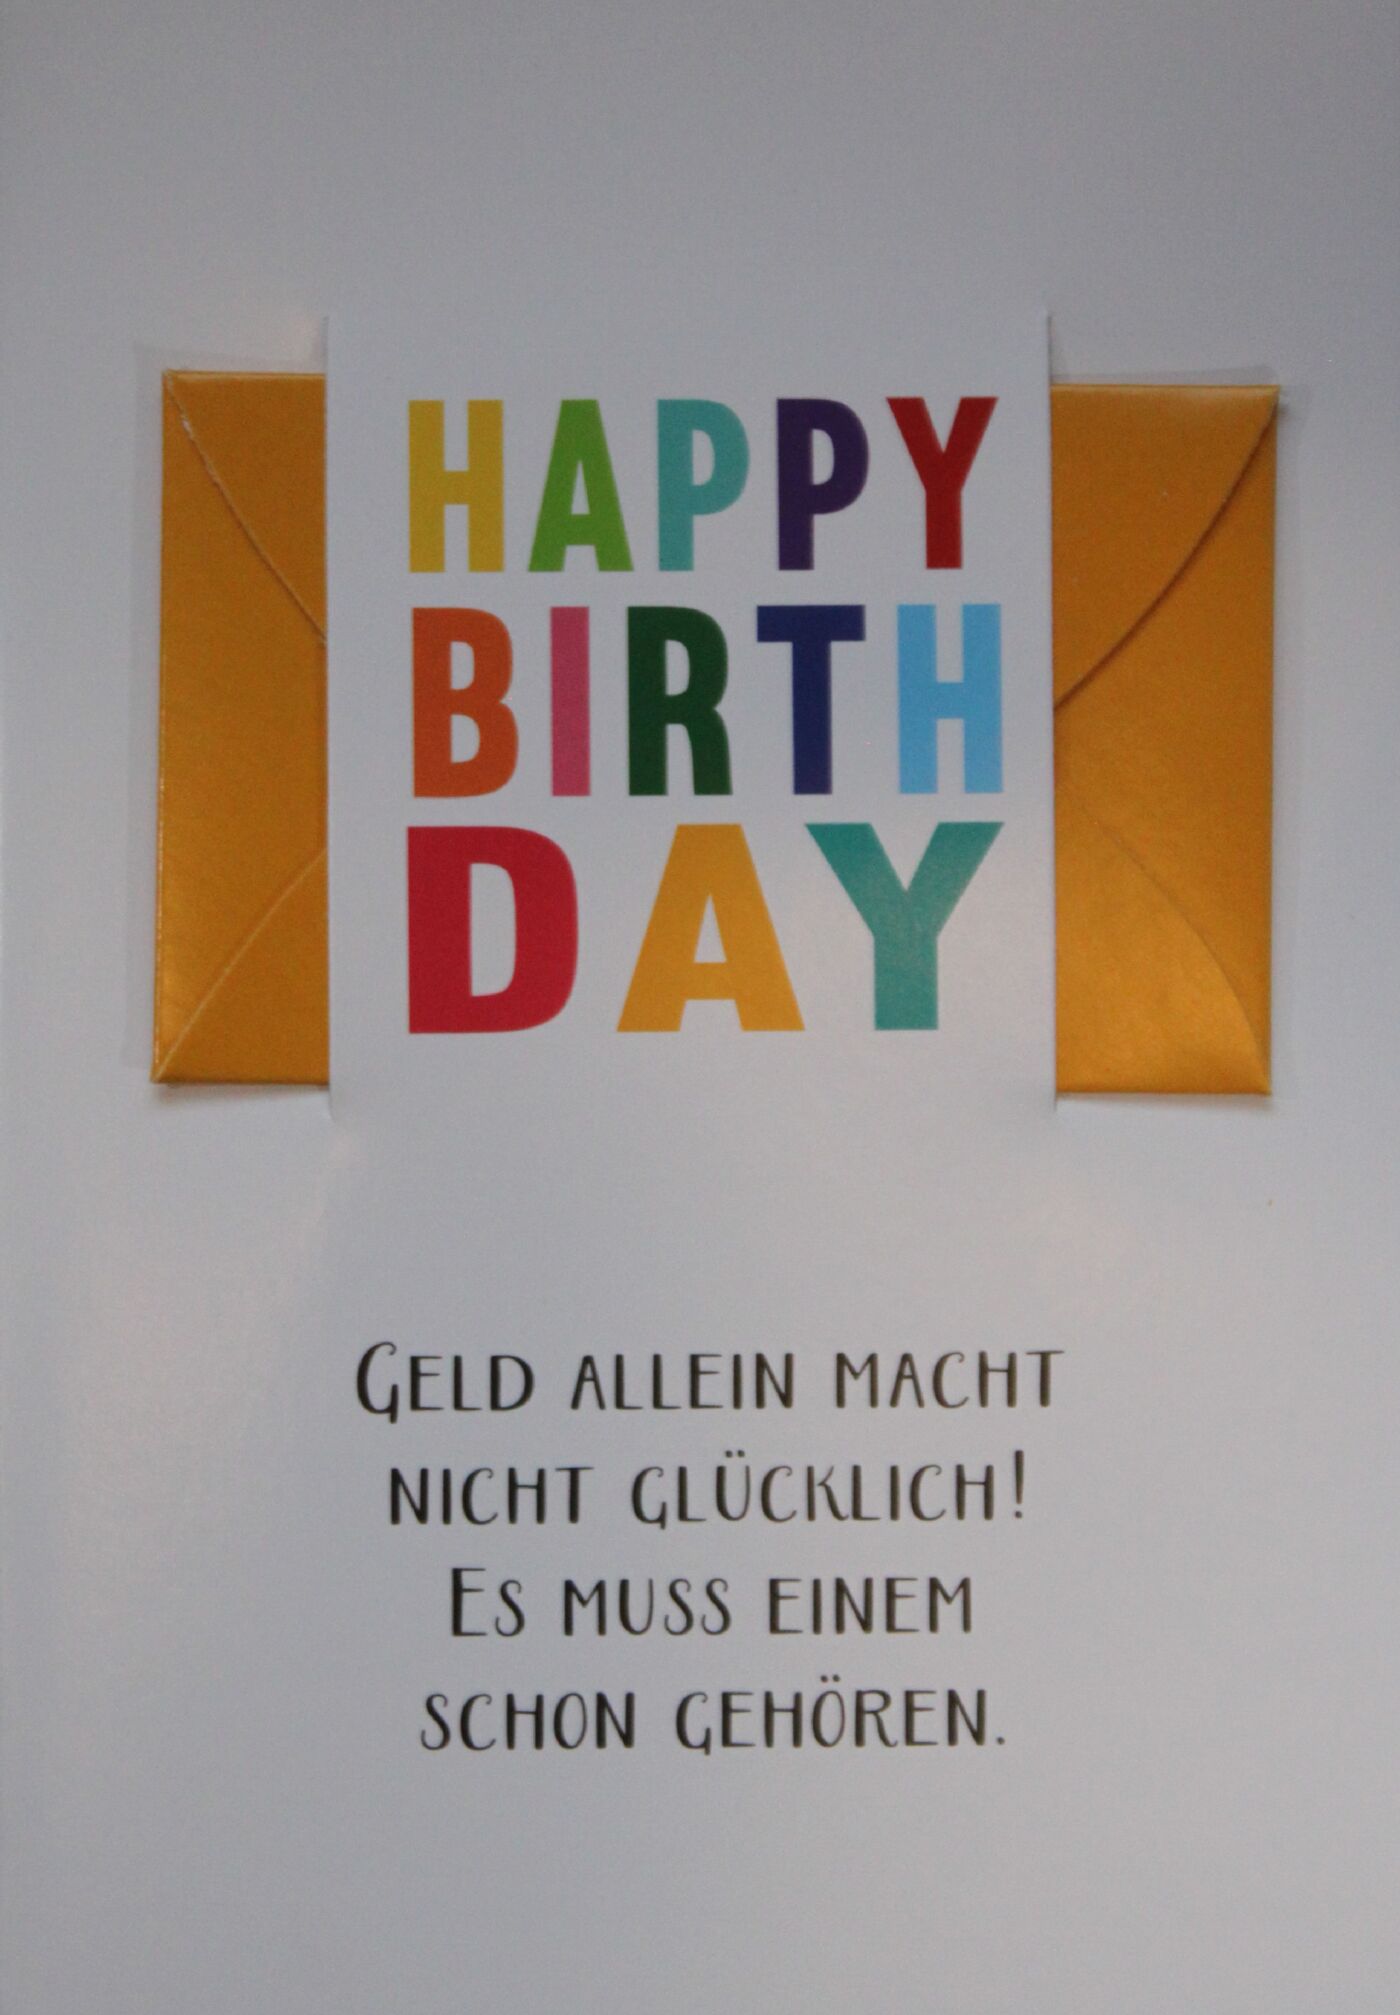 HAPPY
BIRTH
DAY
GELD ALLEIN MACHT
NICHT GLÜCKLICH!
ES MUSS EINEM
SCHON GEHÖREN.